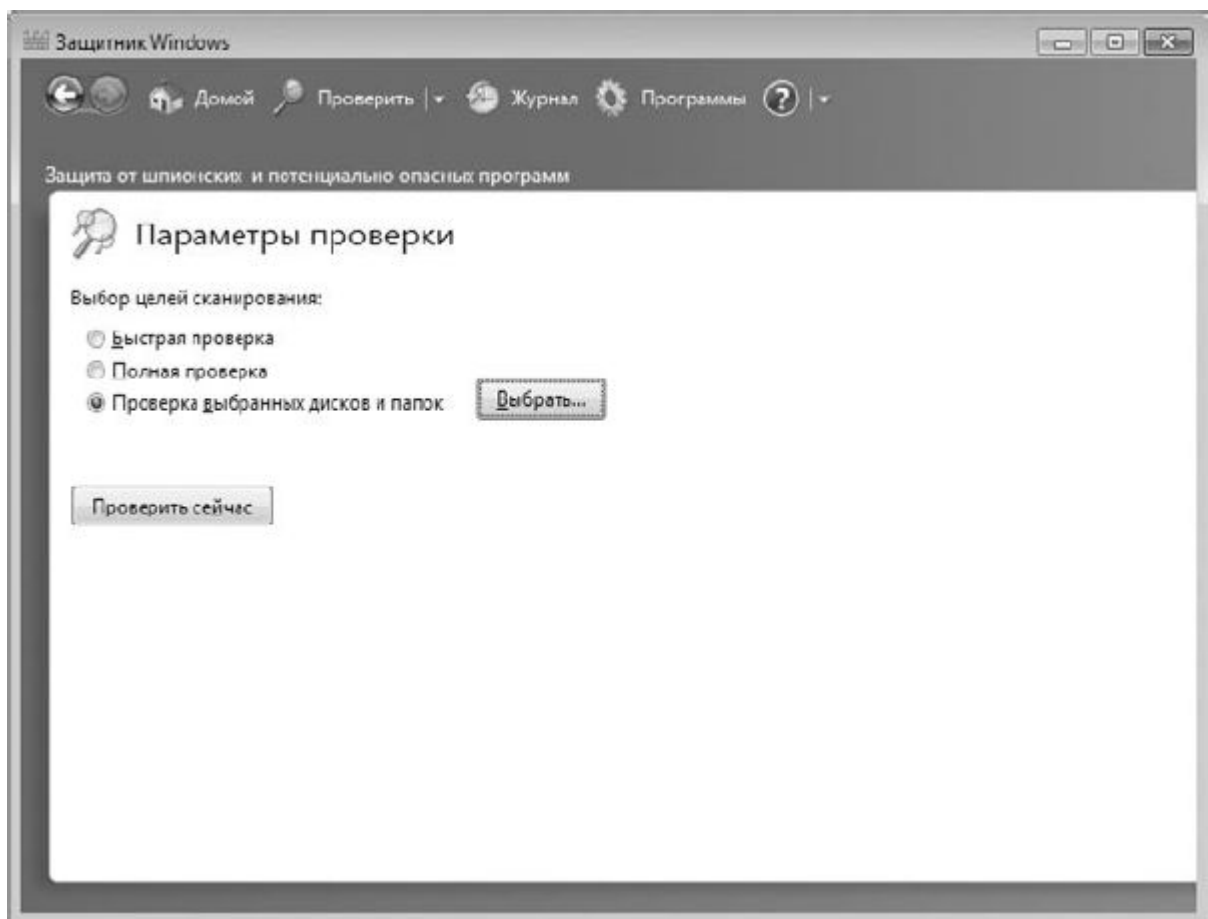 Защитник Windows
Домой Проверить Журнал Программы ?
Защита от шпионских и потенциально опасных программ
Параметры проверки
Выбор целей сканирования:
Быстрая проверка
Полная проверка
Проверка выбранных дисков и папок Выбрать...
Проверить сейчас